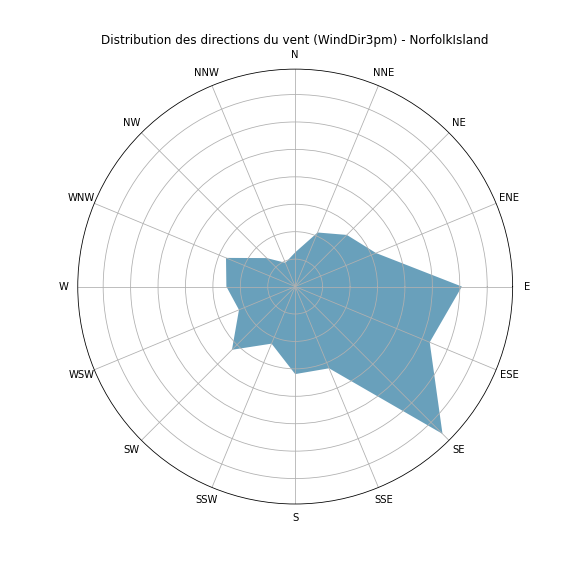 Distribution des directions du vent (WindDir3pm) - NorfolkIsland
N
NNW
NNE
NW
NE
WNW
ENE
W
E
WSW
ESE
SW
SE
SSW
SSE
S